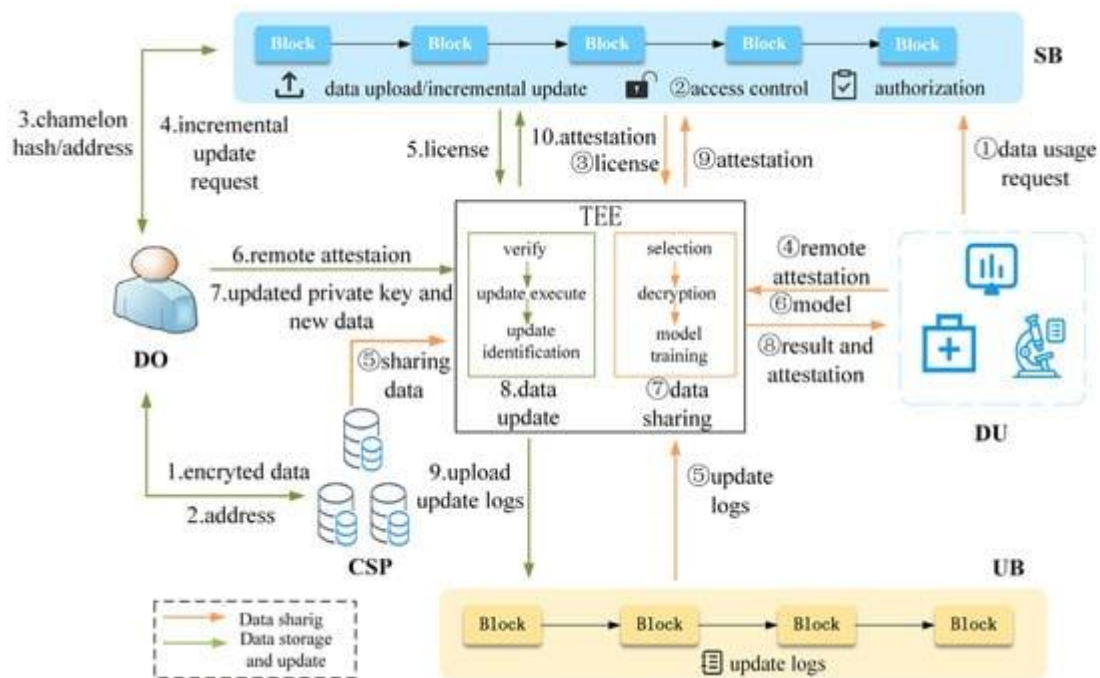 Block Block Block Block Block
SB
data upload/incremental update
②access control
authorization
3.chamelon
hash/address
4.incremental
update
request
5.license
10.attestation
③license
⑨attestation
①data usage
request
TEE
verify
update execute
update
identification
8.data
update
selection
decryption
model
training
⑦data
sharing
6.remote attestaion
7.updated private key and
new data
DO
⑤sharing
data
④remote
attestation
⑥model
⑧result and
attestation
DU
1.encryted data
2.address
CSP
9.upload
update logs
⑤update
logs
UB
Block Block Block Block
update logs
Data sharig
Data storage
and update